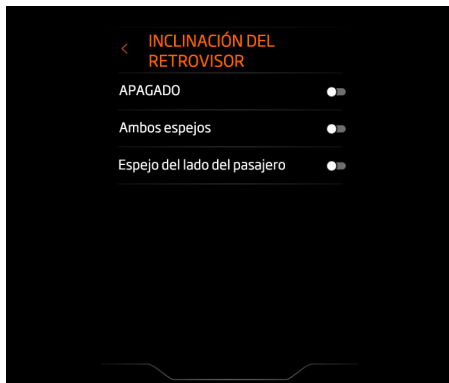 INCLINACIÓN DEL
RETROVISOR
APAGADO
Ambos espejos
Espejo del lado del pasajero